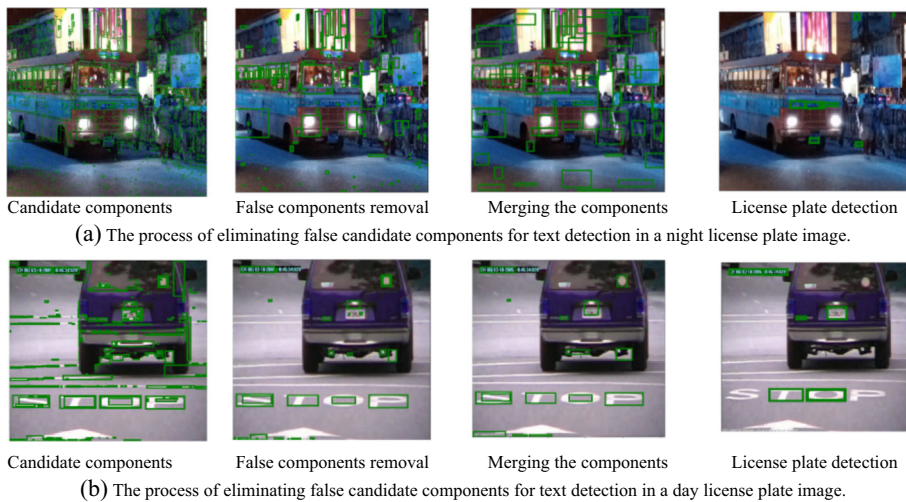 Candidate components False components removal Merging the components License plate detection
(a) The process of eliminating false candidate components for text detection in a night license plate image.
STOP
Candidate components False components removal Merging the components License plate detection
(b) The process of eliminating false candidate components for text detection in a day license plate image.